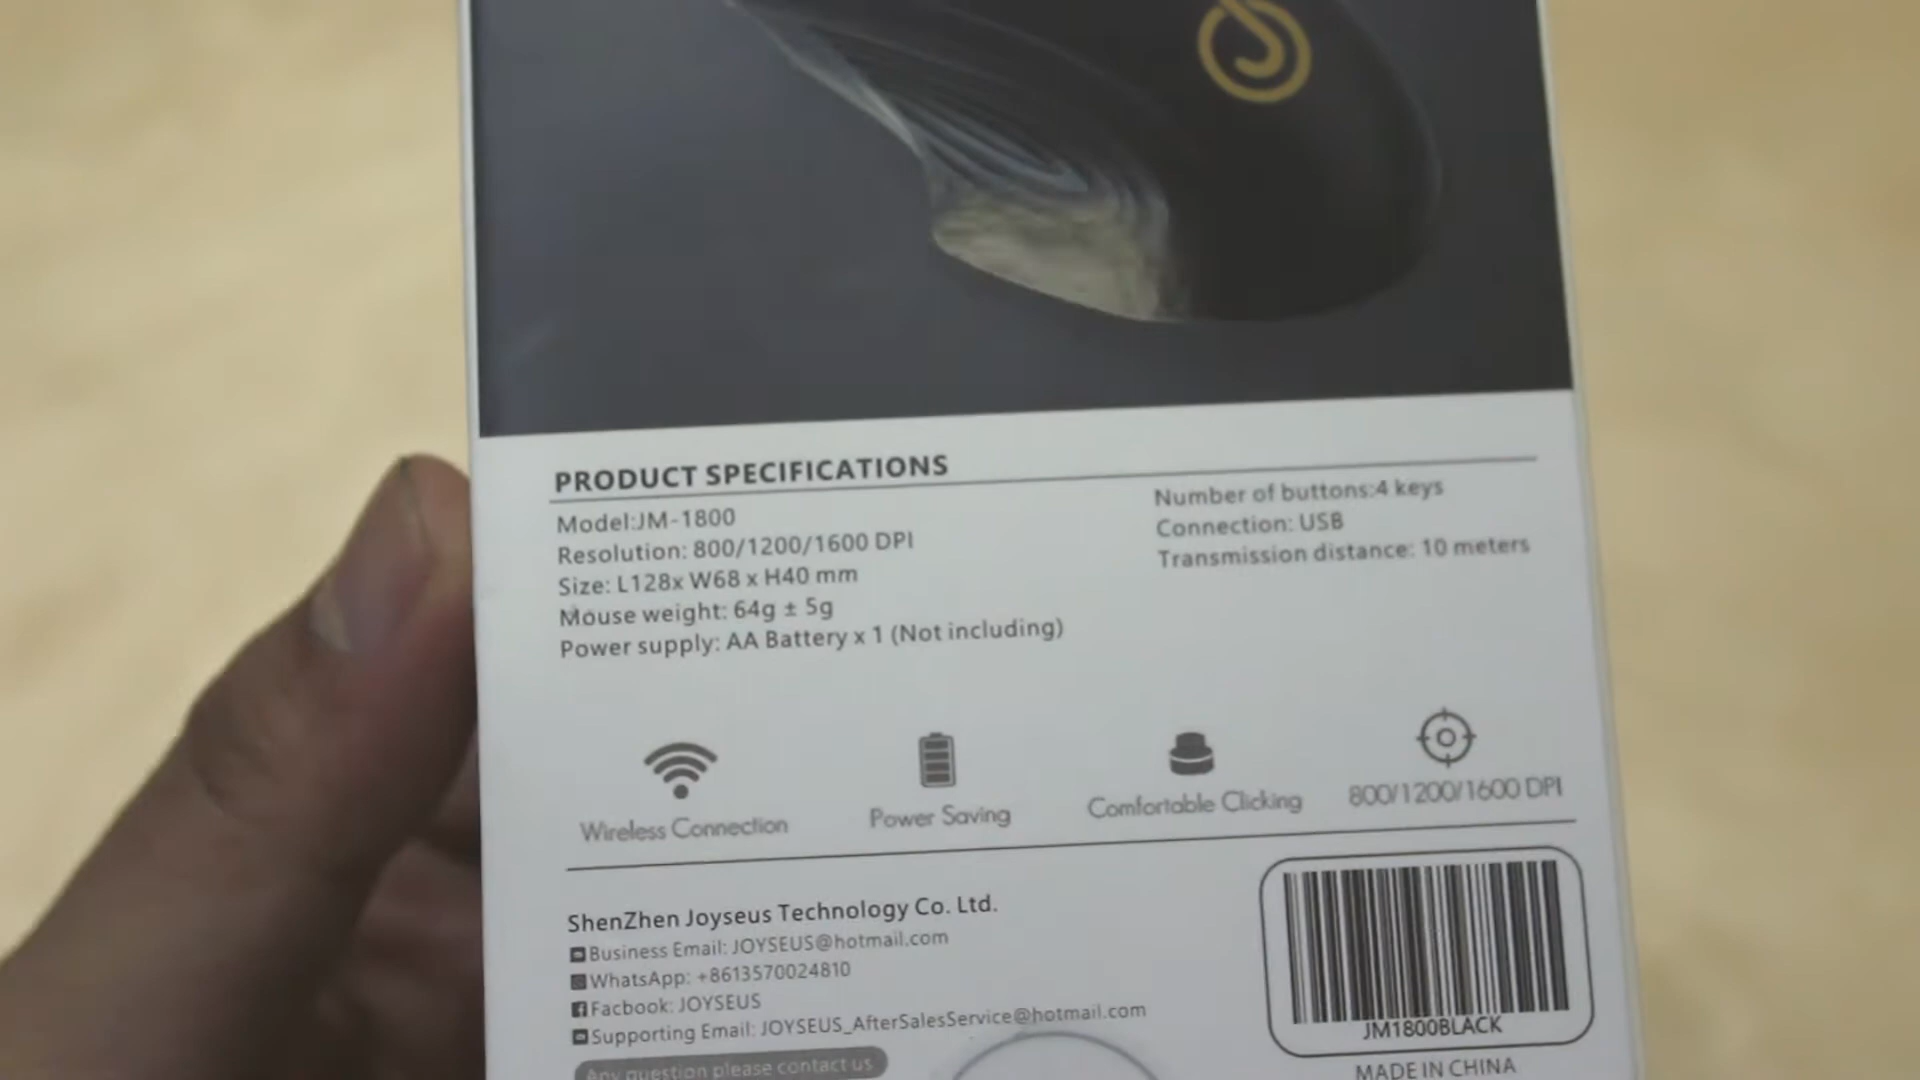 PRODUCT SPECIFICATIONS
Model:JM-1800
Resolution: 800/1200/1600 DPI
Size: L128x W68 x H40 mm
Mouse weight: 64g ± 5g
Power supply: AA Battery x 1 (Not including)
Number of buttons:4 keys
Connection: USB
Transmission distance: 10 meters
Wireless Connection
Power Saving
Comfortable Clicking
800/1200/1600 DPI
ShenZhen Joyseus Technology Co. Ltd.
Business Email: JOYSEUS@hotmail.com
WhatsApp: +8613570024810
Facbook: JOYSEUS
Supporting Email: JOYSEUS_AfterSalesService@hotmail.com
Any question please contact us
JM1800BLACK
MADE IN CHINA